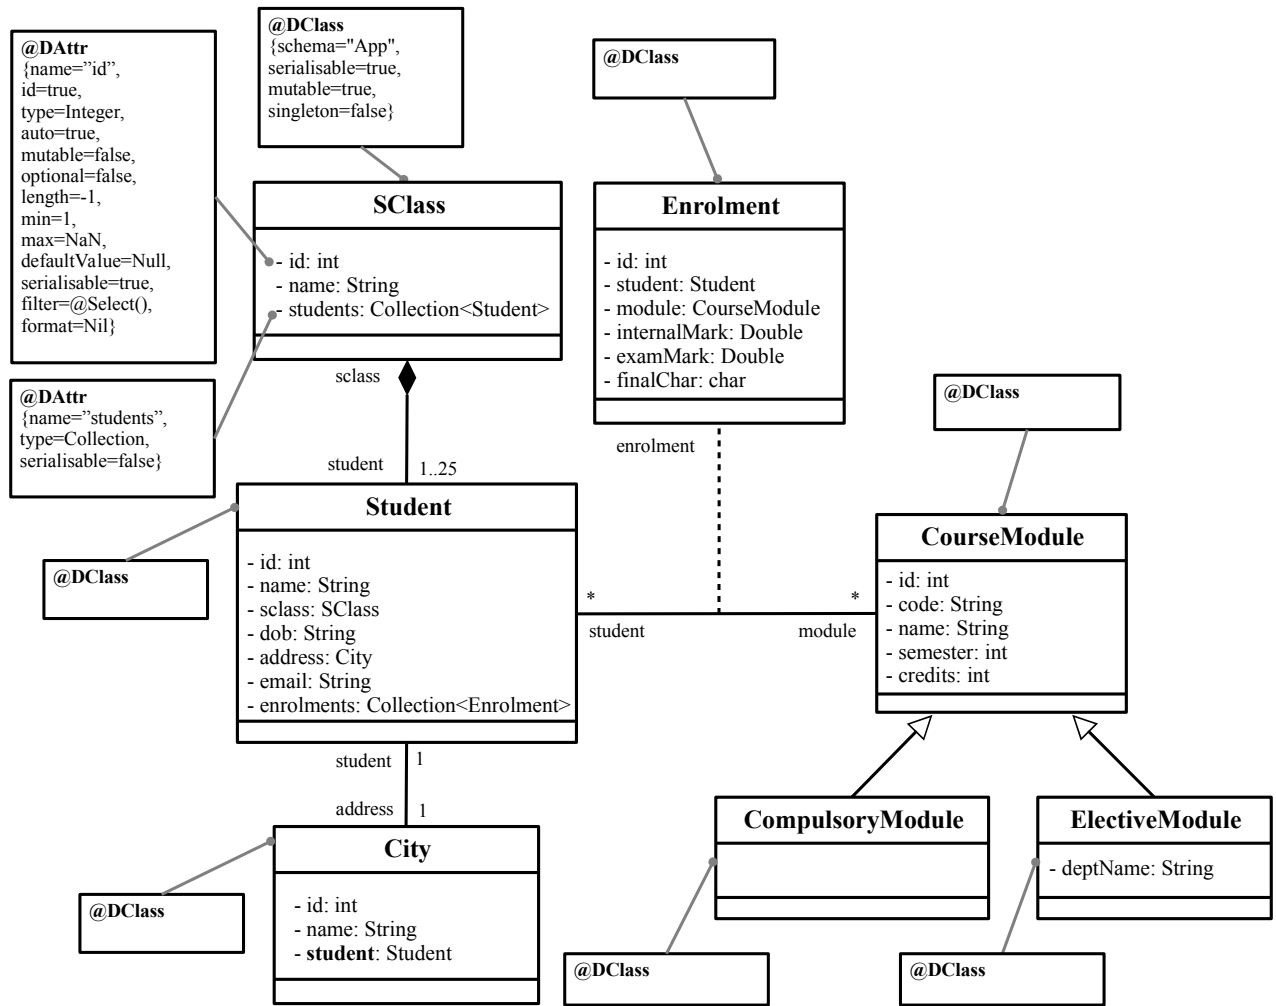 @DAttr
{name=”id”,
id=true,
type=Integer,
auto=true,
mutable=false,
optional=false,
length=-1,
min=1,
max=NaN,
defaultValue=Null,
serialisable=true,
filter=@Select(),
format=Nil}
@DClass
{schema="App",
serialisable=true,
mutable=true,
singleton=false}
@DClass
SClass
- id: int
- name: String
- students: Collection<Student>
Enrolment
- id: int
- student: Student
- module: CourseModule
- internalMark: Double
- examMark: Double
- finalChar: char
@DAttr
{name=”students”,
type=Collection,
serialisable=false}
sclass
student
1..25
enrolment
@DClass
@DClass
Student
- id: int
- name: String
- sclass: SClass
- dob: String
- address: City
- email: String
- enrolments: Collection<Enrolment>
*
student
*
module
CourseModule
- id: int
- code: String
- name: String
- semester: int
- credits: int
student
1
address
1
@DClass
City
- id: int
- name: String
- student: Student
CompulsoryModule
ElectiveModule
- deptName: String
@DClass
@DClass